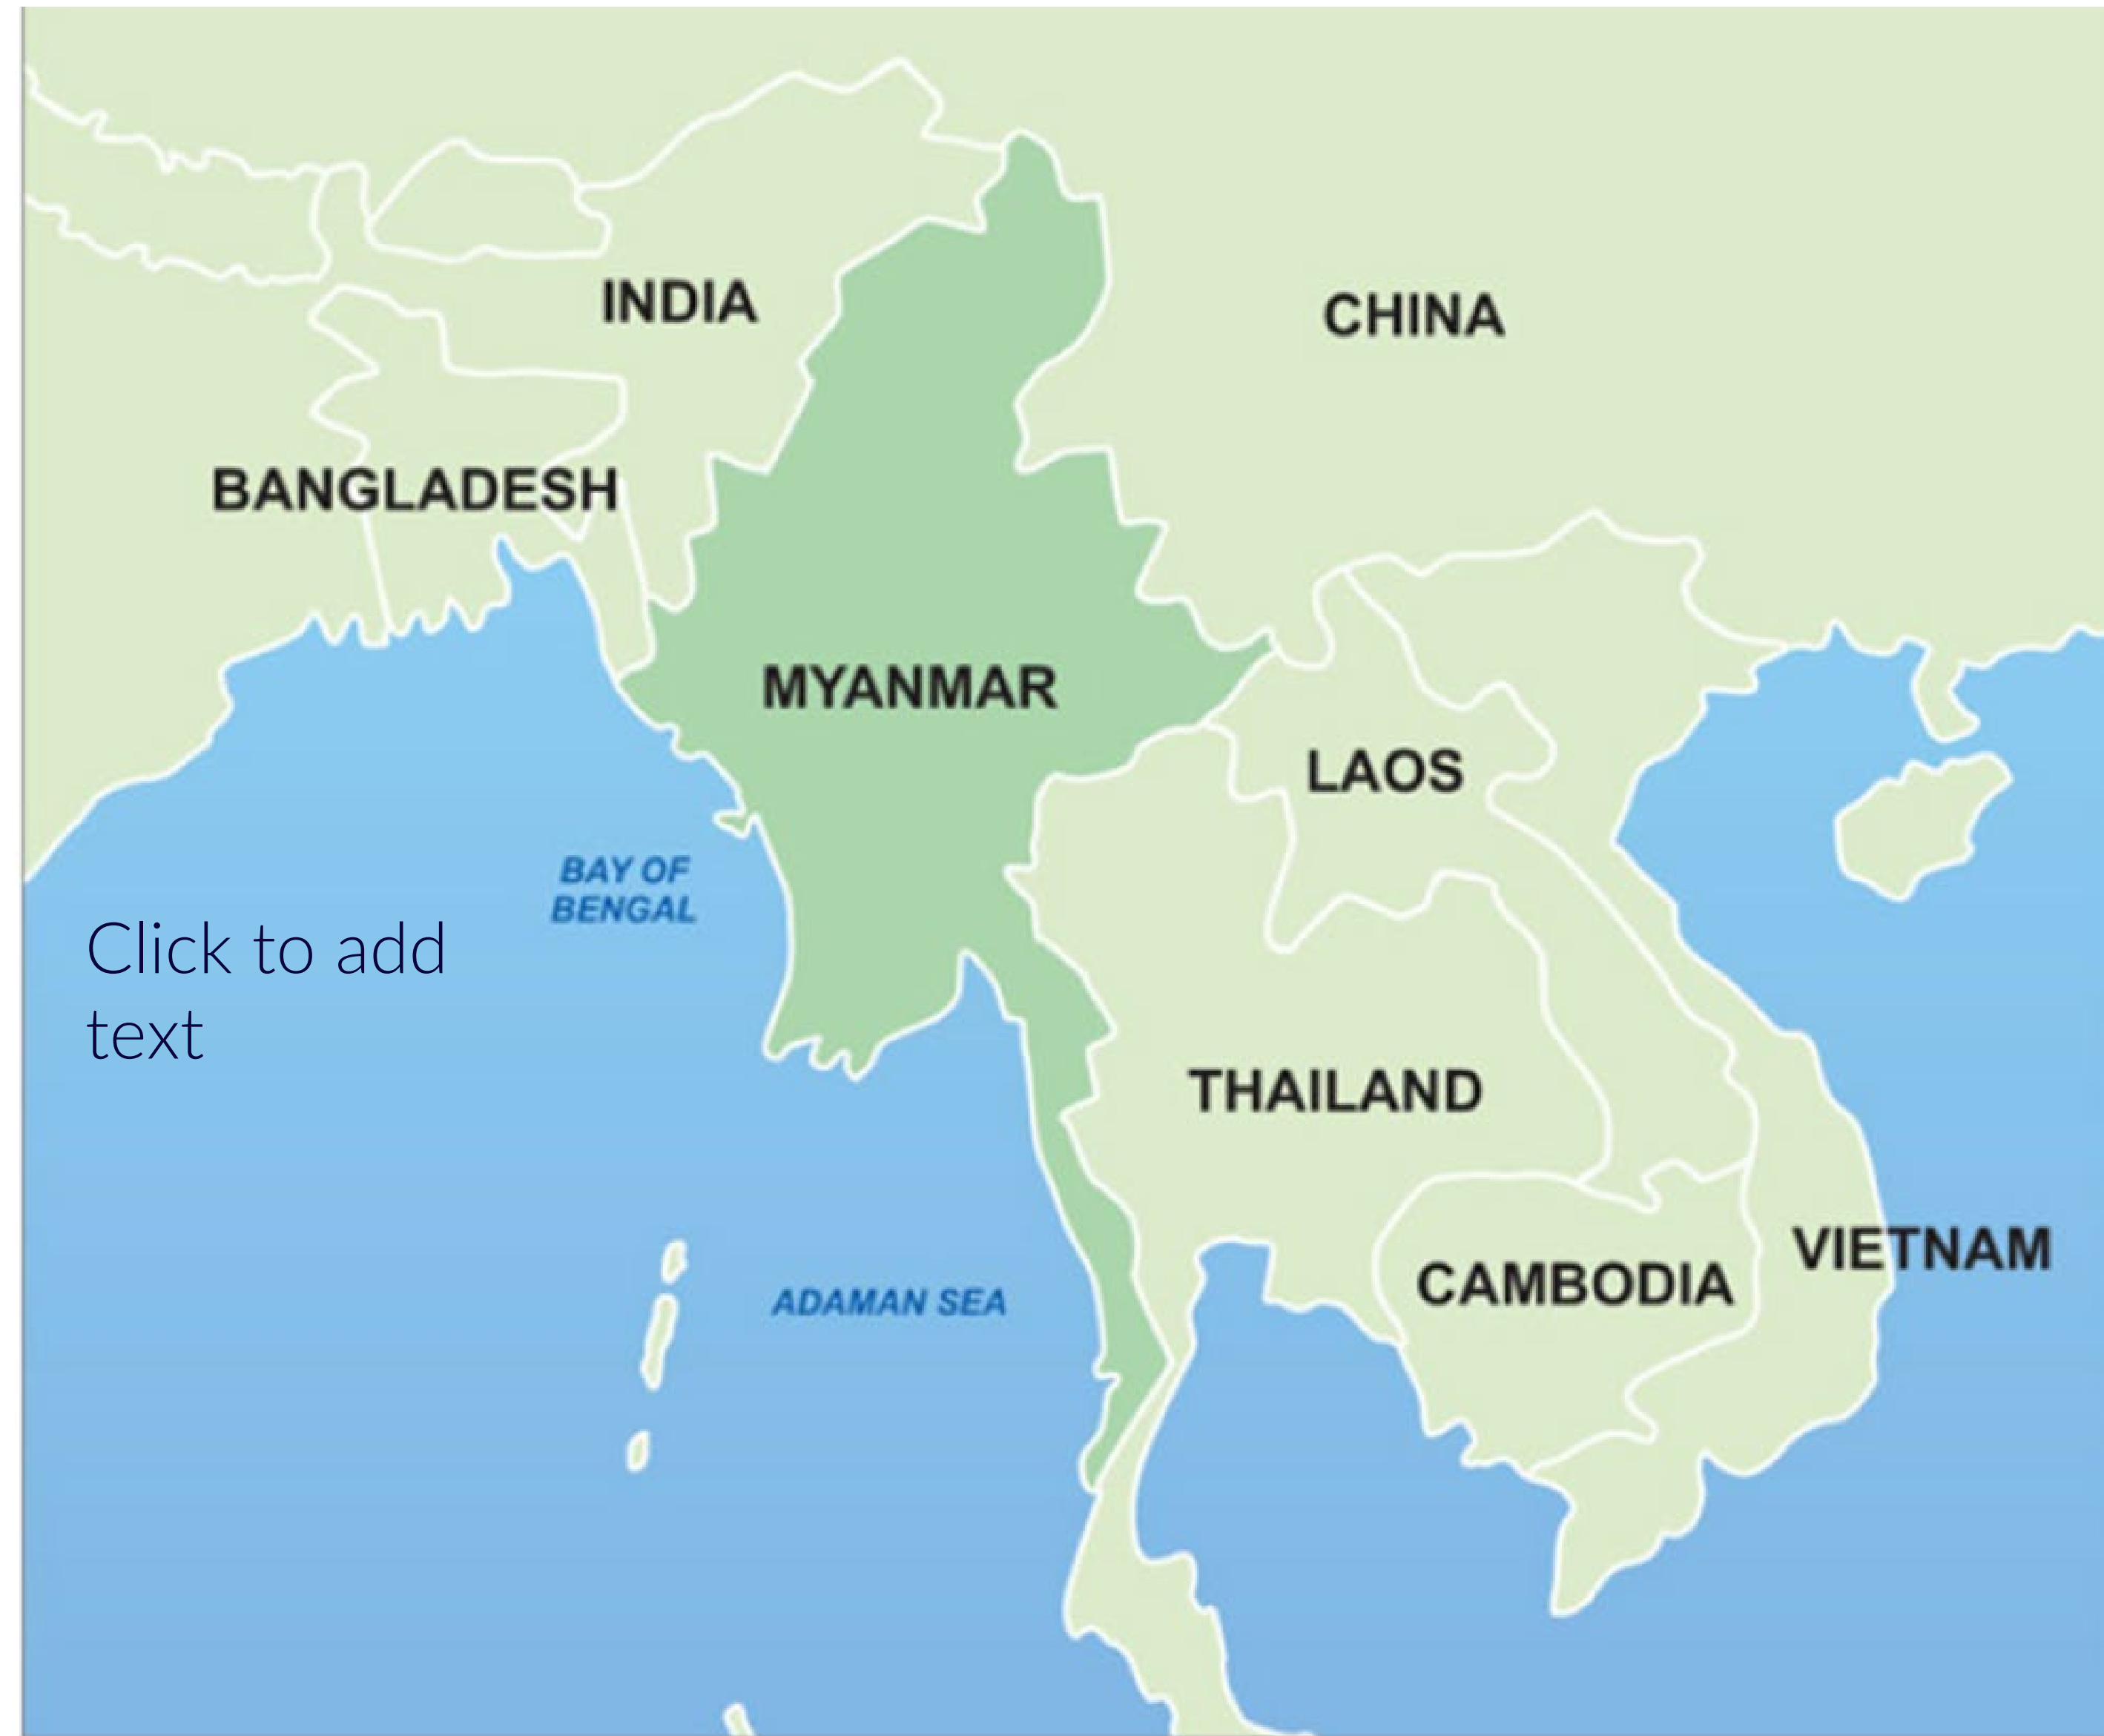 INDIA
CHINA
BANGLADESH
MYANMAR
LAOS
BAY OF
BENGAL
Click to add
text
THAILAND
VIETNAM
CAMBODIA
ADAMAN SEA